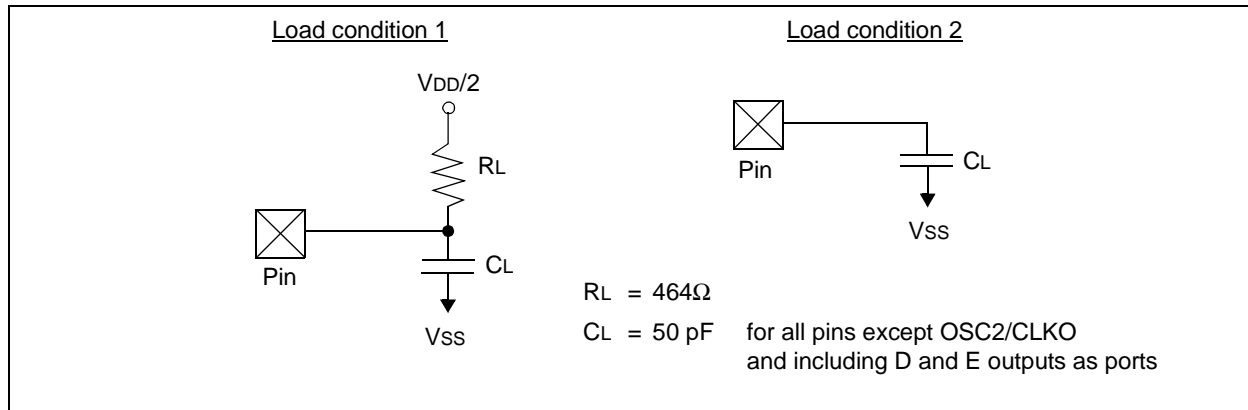 Load condition 1
VDD/2
RL
Pin
CL
VSS
Load condition 2
Pin
CL
VSS
RL = 464Ω
CL = 50 pF for all pins except OSC2/CLKO
and including D and E outputs as ports